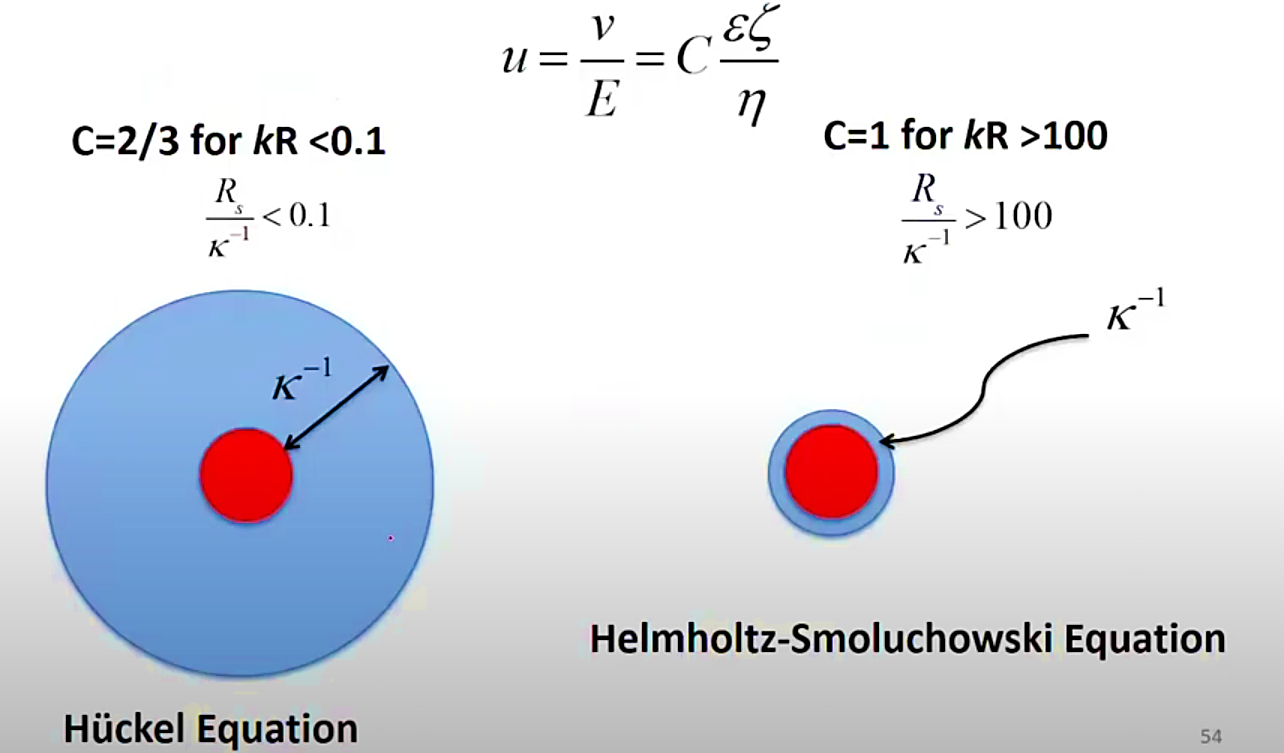 u = v/E = C εζ/η
C=2/3 for kR <0.1
R_s/κ⁻¹ < 0.1
C=1 for kR >100
R_s/κ⁻¹ > 100
κ⁻¹
κ⁻¹
Helmholtz-Smoluchowski Equation
Hückel Equation
54